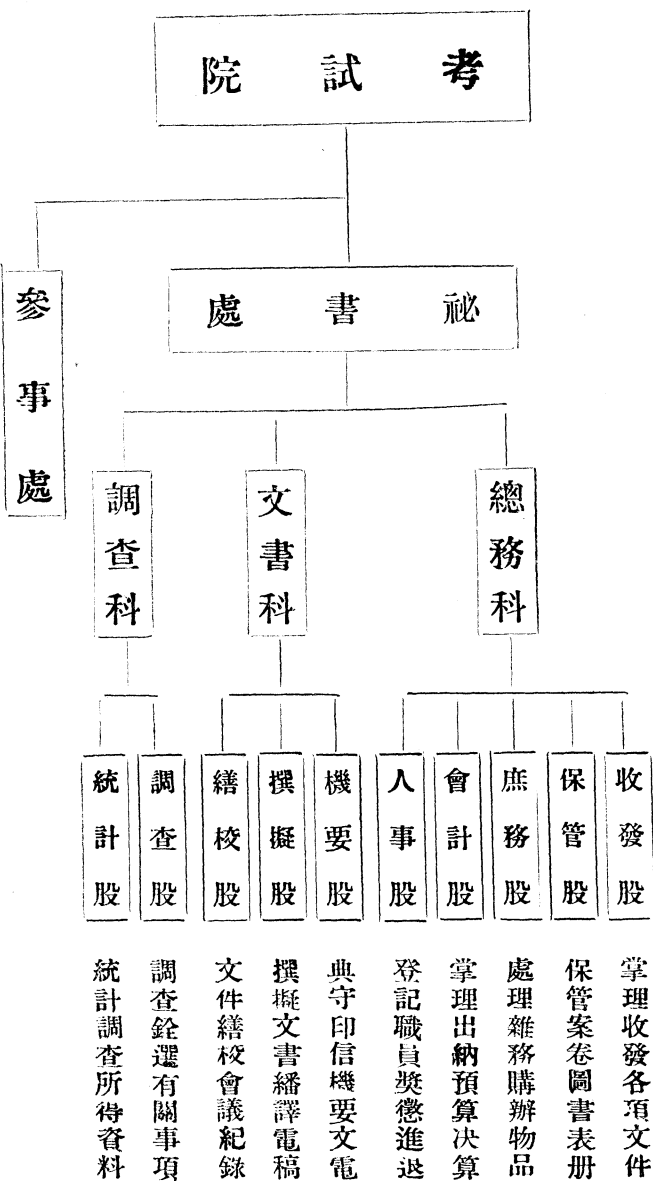 考試院
祕書處
參事處
總務科
文書科
調查科
收發股
保管股
庶務股
會計股
人事股
機要股
撰擬股
繕校股
調查股
統計股
掌理收發各項文件
保管案卷圖書表册
處理雜務購辦物品
掌理出納預算决算
登記職員奬懲進退
典守印信機要文電
撰擬文書繙譯電稿
文件繕校會議紀錄
調查銓選有關事項
統計調查所得資料